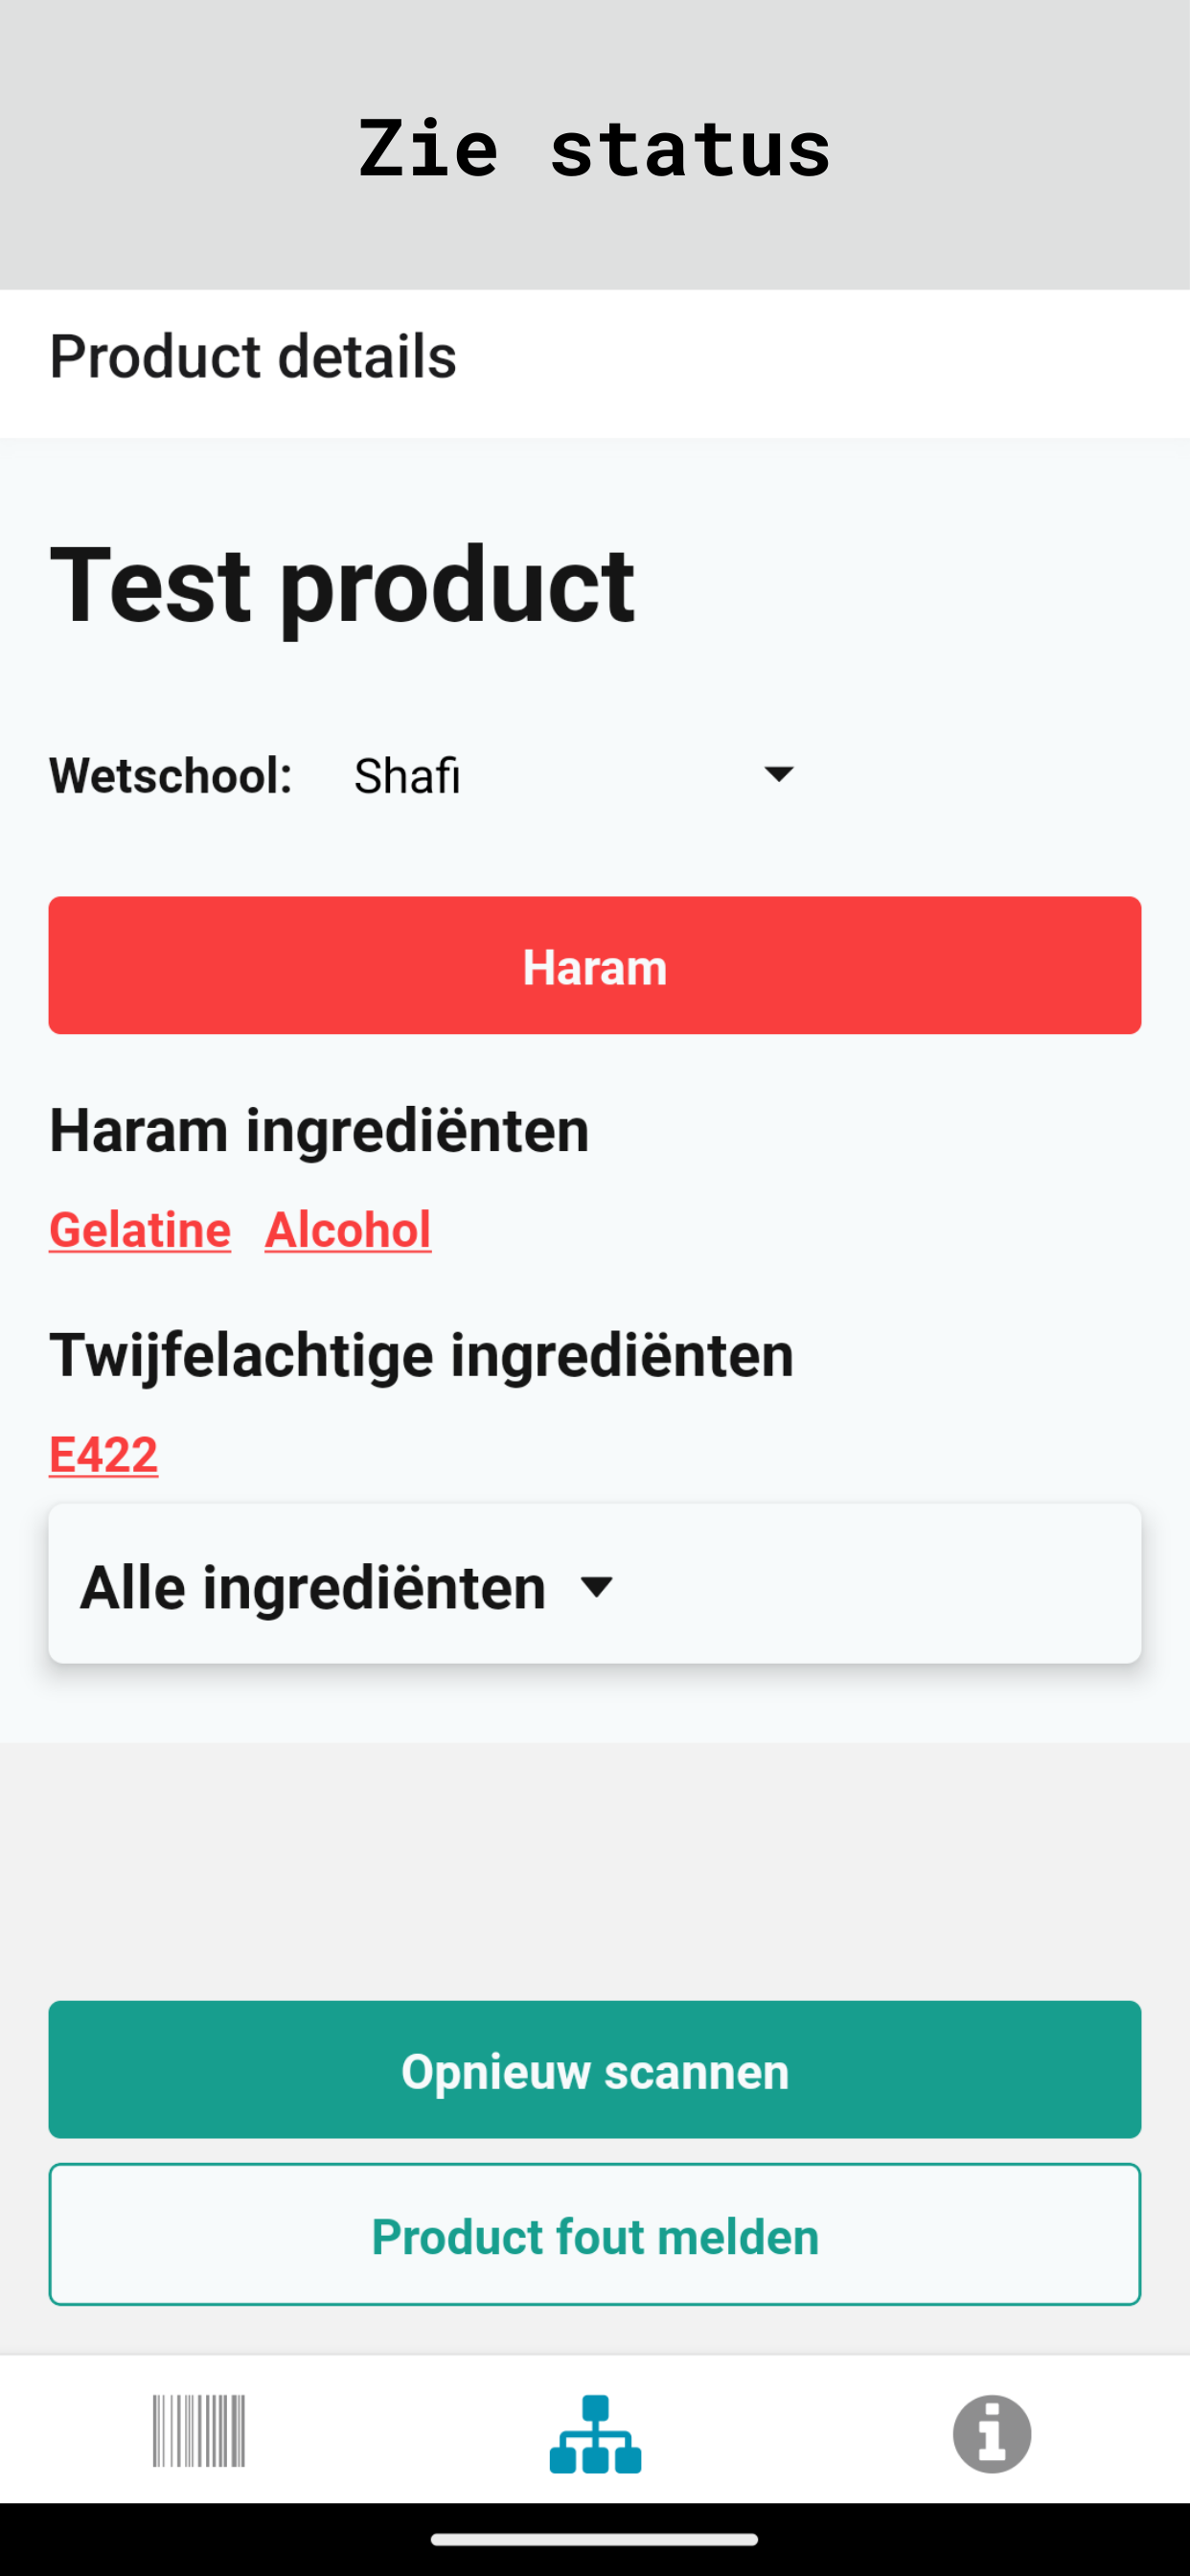 Zie status
Product details
Test product
Wetschool: Shafi
Haram
Haram ingrediënten
Gelatine Alcohol
Twijfelachtige ingrediënten
E422
Alle ingrediënten
Opnieuw scannen
Product fout melden